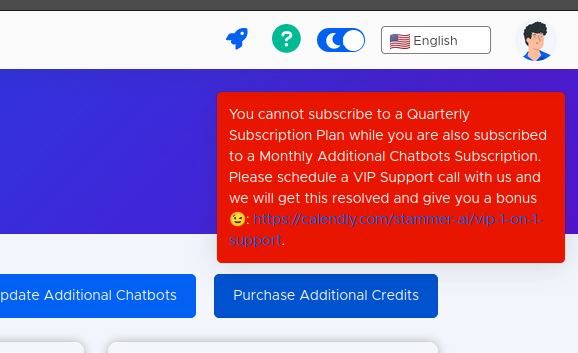 ?
English
You cannot subscribe to a Quarterly
Subscription Plan while you are also subscribed
to a Monthly Additional Chatbots Subscription.
Please schedule a VIP Support call with us and
we will get this resolved and give you a bonus
😉: https://calendly.com/stammer-ai/vip-1-on-1-
support.
pdate Additional Chatbots
Purchase Additional Credits